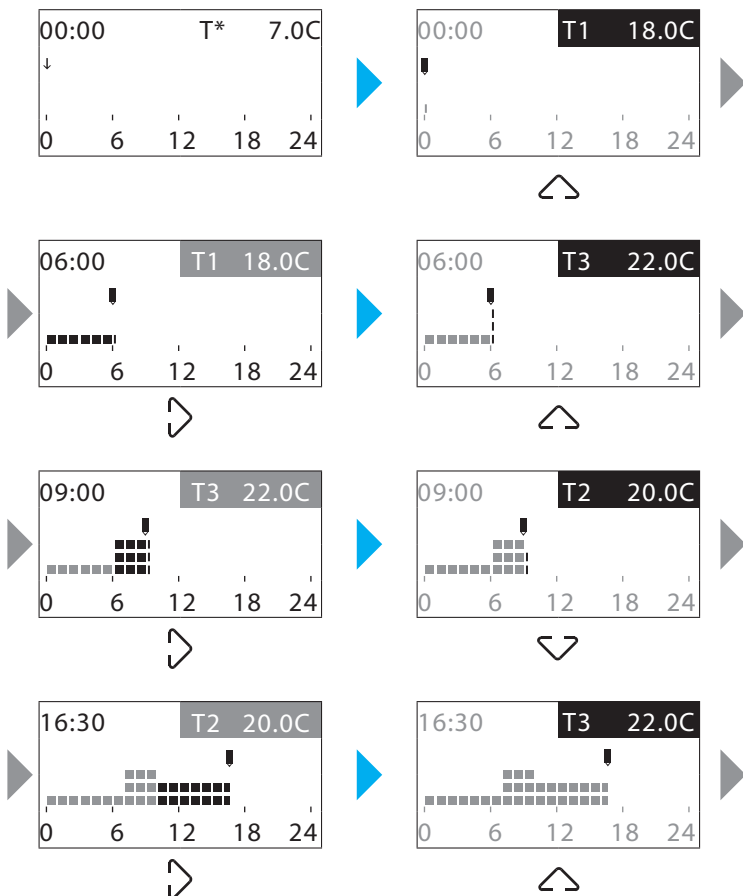 00:00 T* 7.0C
0 6 12 18 24
00:00 T1 18.0C
0 6 12 18 24
06:00 T1 18.0C
0 6 12 18 24
06:00 T3 22.0C
0 6 12 18 24
09:00 T3 22.0C
0 6 12 18 24
09:00 T2 20.0C
0 6 12 18 24
16:30 T2 20.0C
0 6 12 18 24
16:30 T3 22.0C
0 6 12 18 24